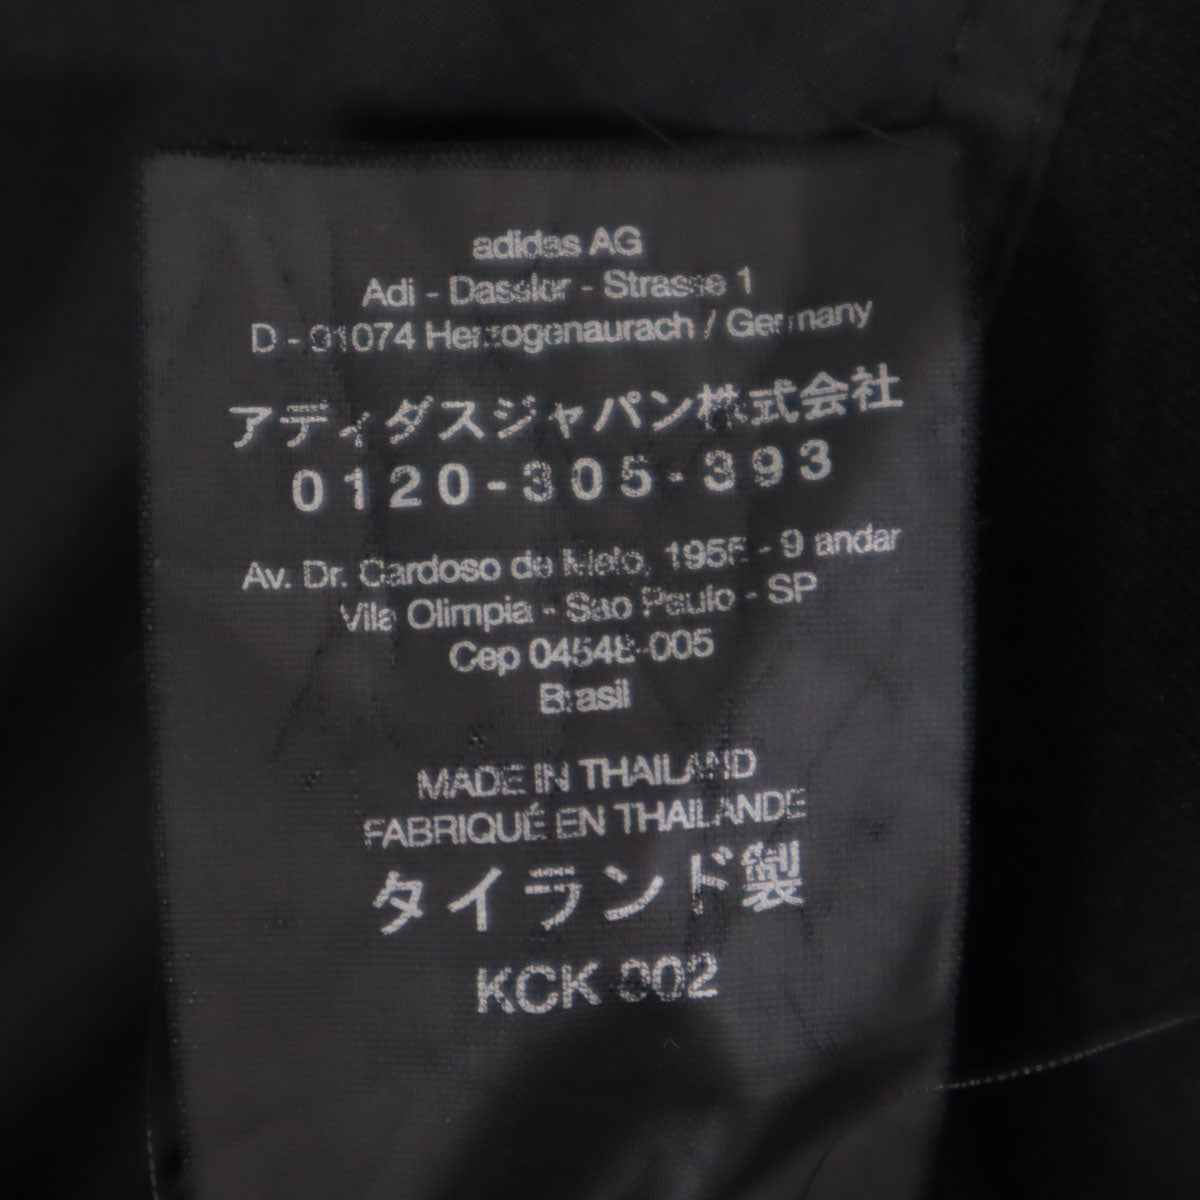 adidas AG
Adi - Dassler - Strasse 1
D - 91074 Herzogenaurach / Germany
アディダスジャパン株式会社
0120-305-393
Av. Dr. Cardoso de Melo, 1955 - 9 andar
Vila Olimpia - Sao Paulo - SP
Cep 04548-005
Brasil
MADE IN THAILAND
FABRIQUÉ EN THAILANDE
タイランド製
KCK 002